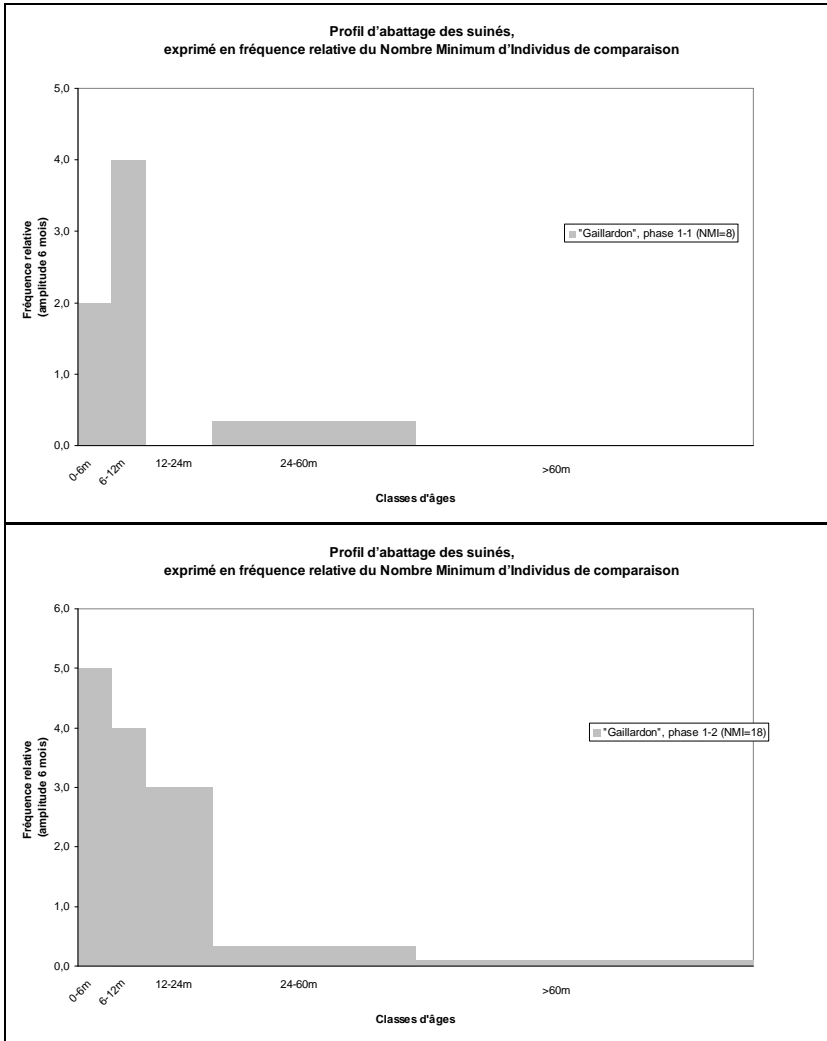 Profil d'abattage des suinés,
exprimé en fréquence relative du Nombre Minimum d'Individus de comparaison
5,0
4,0
3,0
2,0
1,0
0,0
Fréquence relative
(amplitude 6 mois)
"Gaillardon", phase 1-1 (NMI=8)
0-6m
6-12m
12-24m
24-60m
>60m
Classes d'âges
Profil d'abattage des suinés,
exprimé en fréquence relative du Nombre Minimum d'Individus de comparaison
6,0
5,0
4,0
3,0
2,0
1,0
0,0
Fréquence relative
(amplitude 6 mois)
"Gaillardon", phase 1-2 (NMI=18)
0-6m
6-12m
12-24m
24-60m
>60m
Classes d'âges